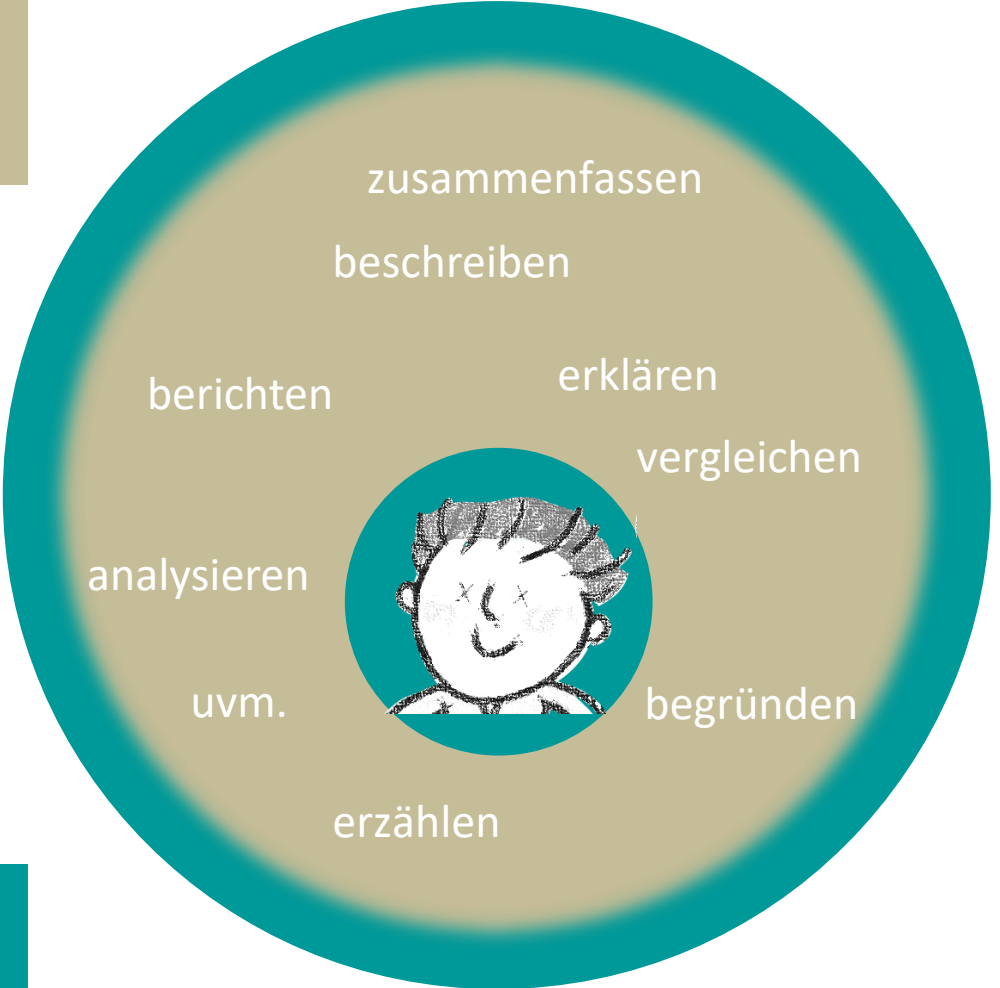 zusammenfassen
beschreiben
erklären
berichten
vergleichen
analysieren
uvm.
begründen
erzählen